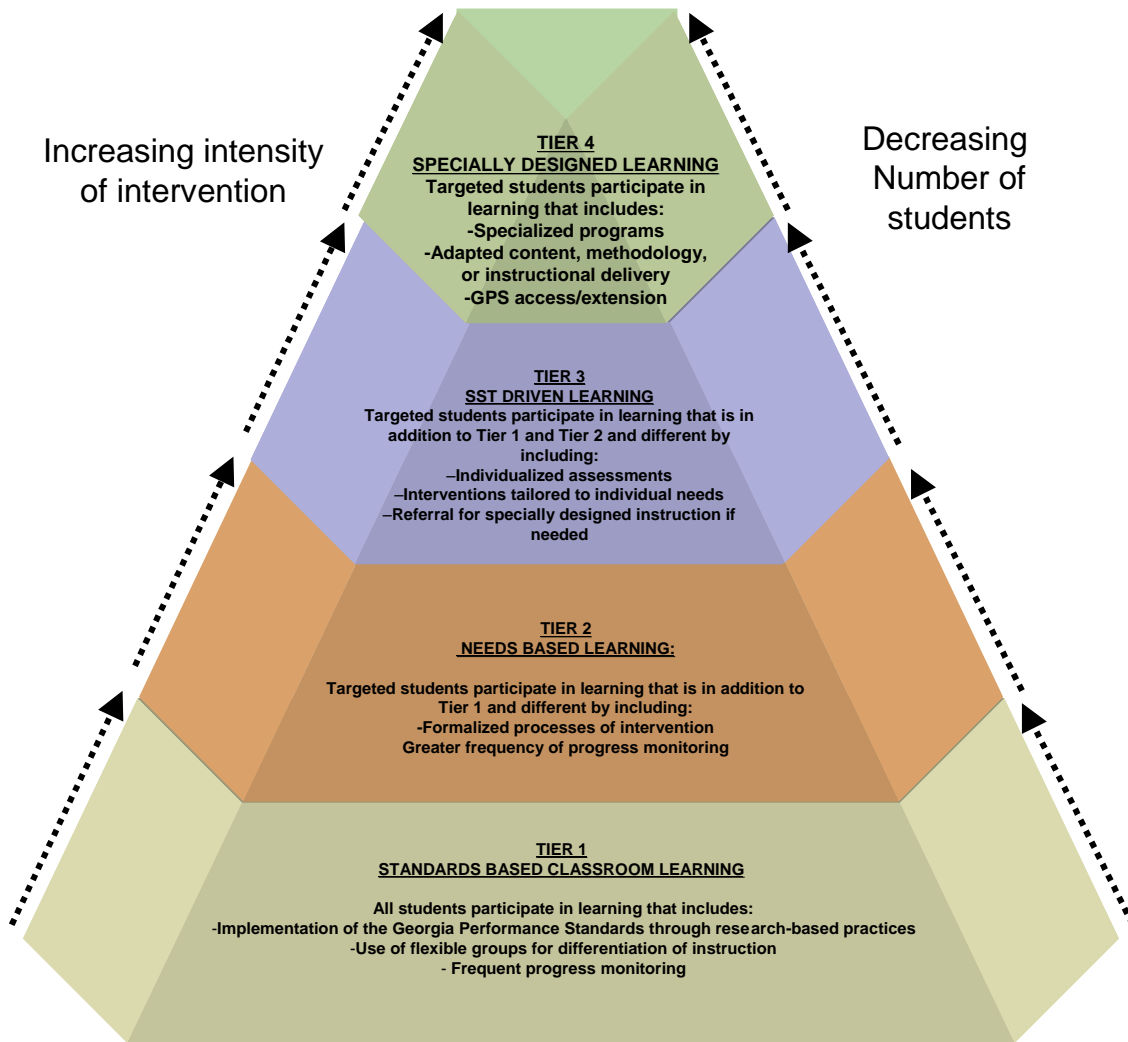 Increasing intensity
of intervention
Decreasing
Number of
students
TIER 4
SPECIALLY DESIGNED LEARNING
Targeted students participate in
learning that includes:
-Specialized programs
-Adapted content, methodology,
or instructional delivery
-GPS access/extension
TIER 3
SST DRIVEN LEARNING
Targeted students participate in learning that is in
addition to Tier 1 and Tier 2 and different by
including:
–Individualized assessments
–Interventions tailored to individual needs
–Referral for specially designed instruction if
needed
TIER 2
NEEDS BASED LEARNING:
Targeted students participate in learning that is in addition to
Tier 1 and different by including:
-Formalized processes of intervention
Greater frequency of progress monitoring
TIER 1
STANDARDS BASED CLASSROOM LEARNING
All students participate in learning that includes:
-Implementation of the Georgia Performance Standards through research-based practices
-Use of flexible groups for differentiation of instruction
- Frequent progress monitoring